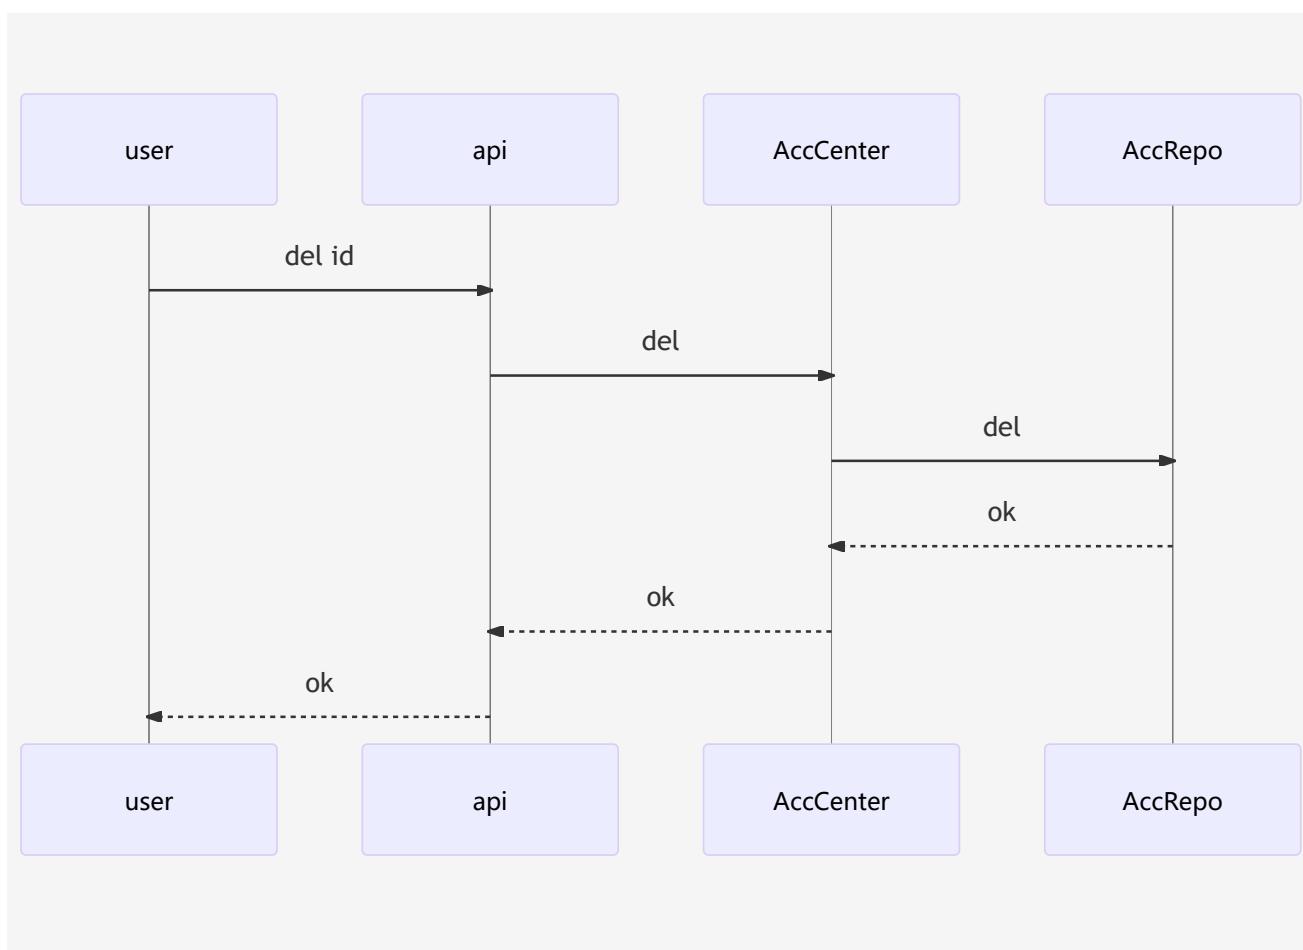 user
api
AccCenter
AccRepo
del id
del
del
ok
ok
ok
user
api
AccCenter
AccRepo